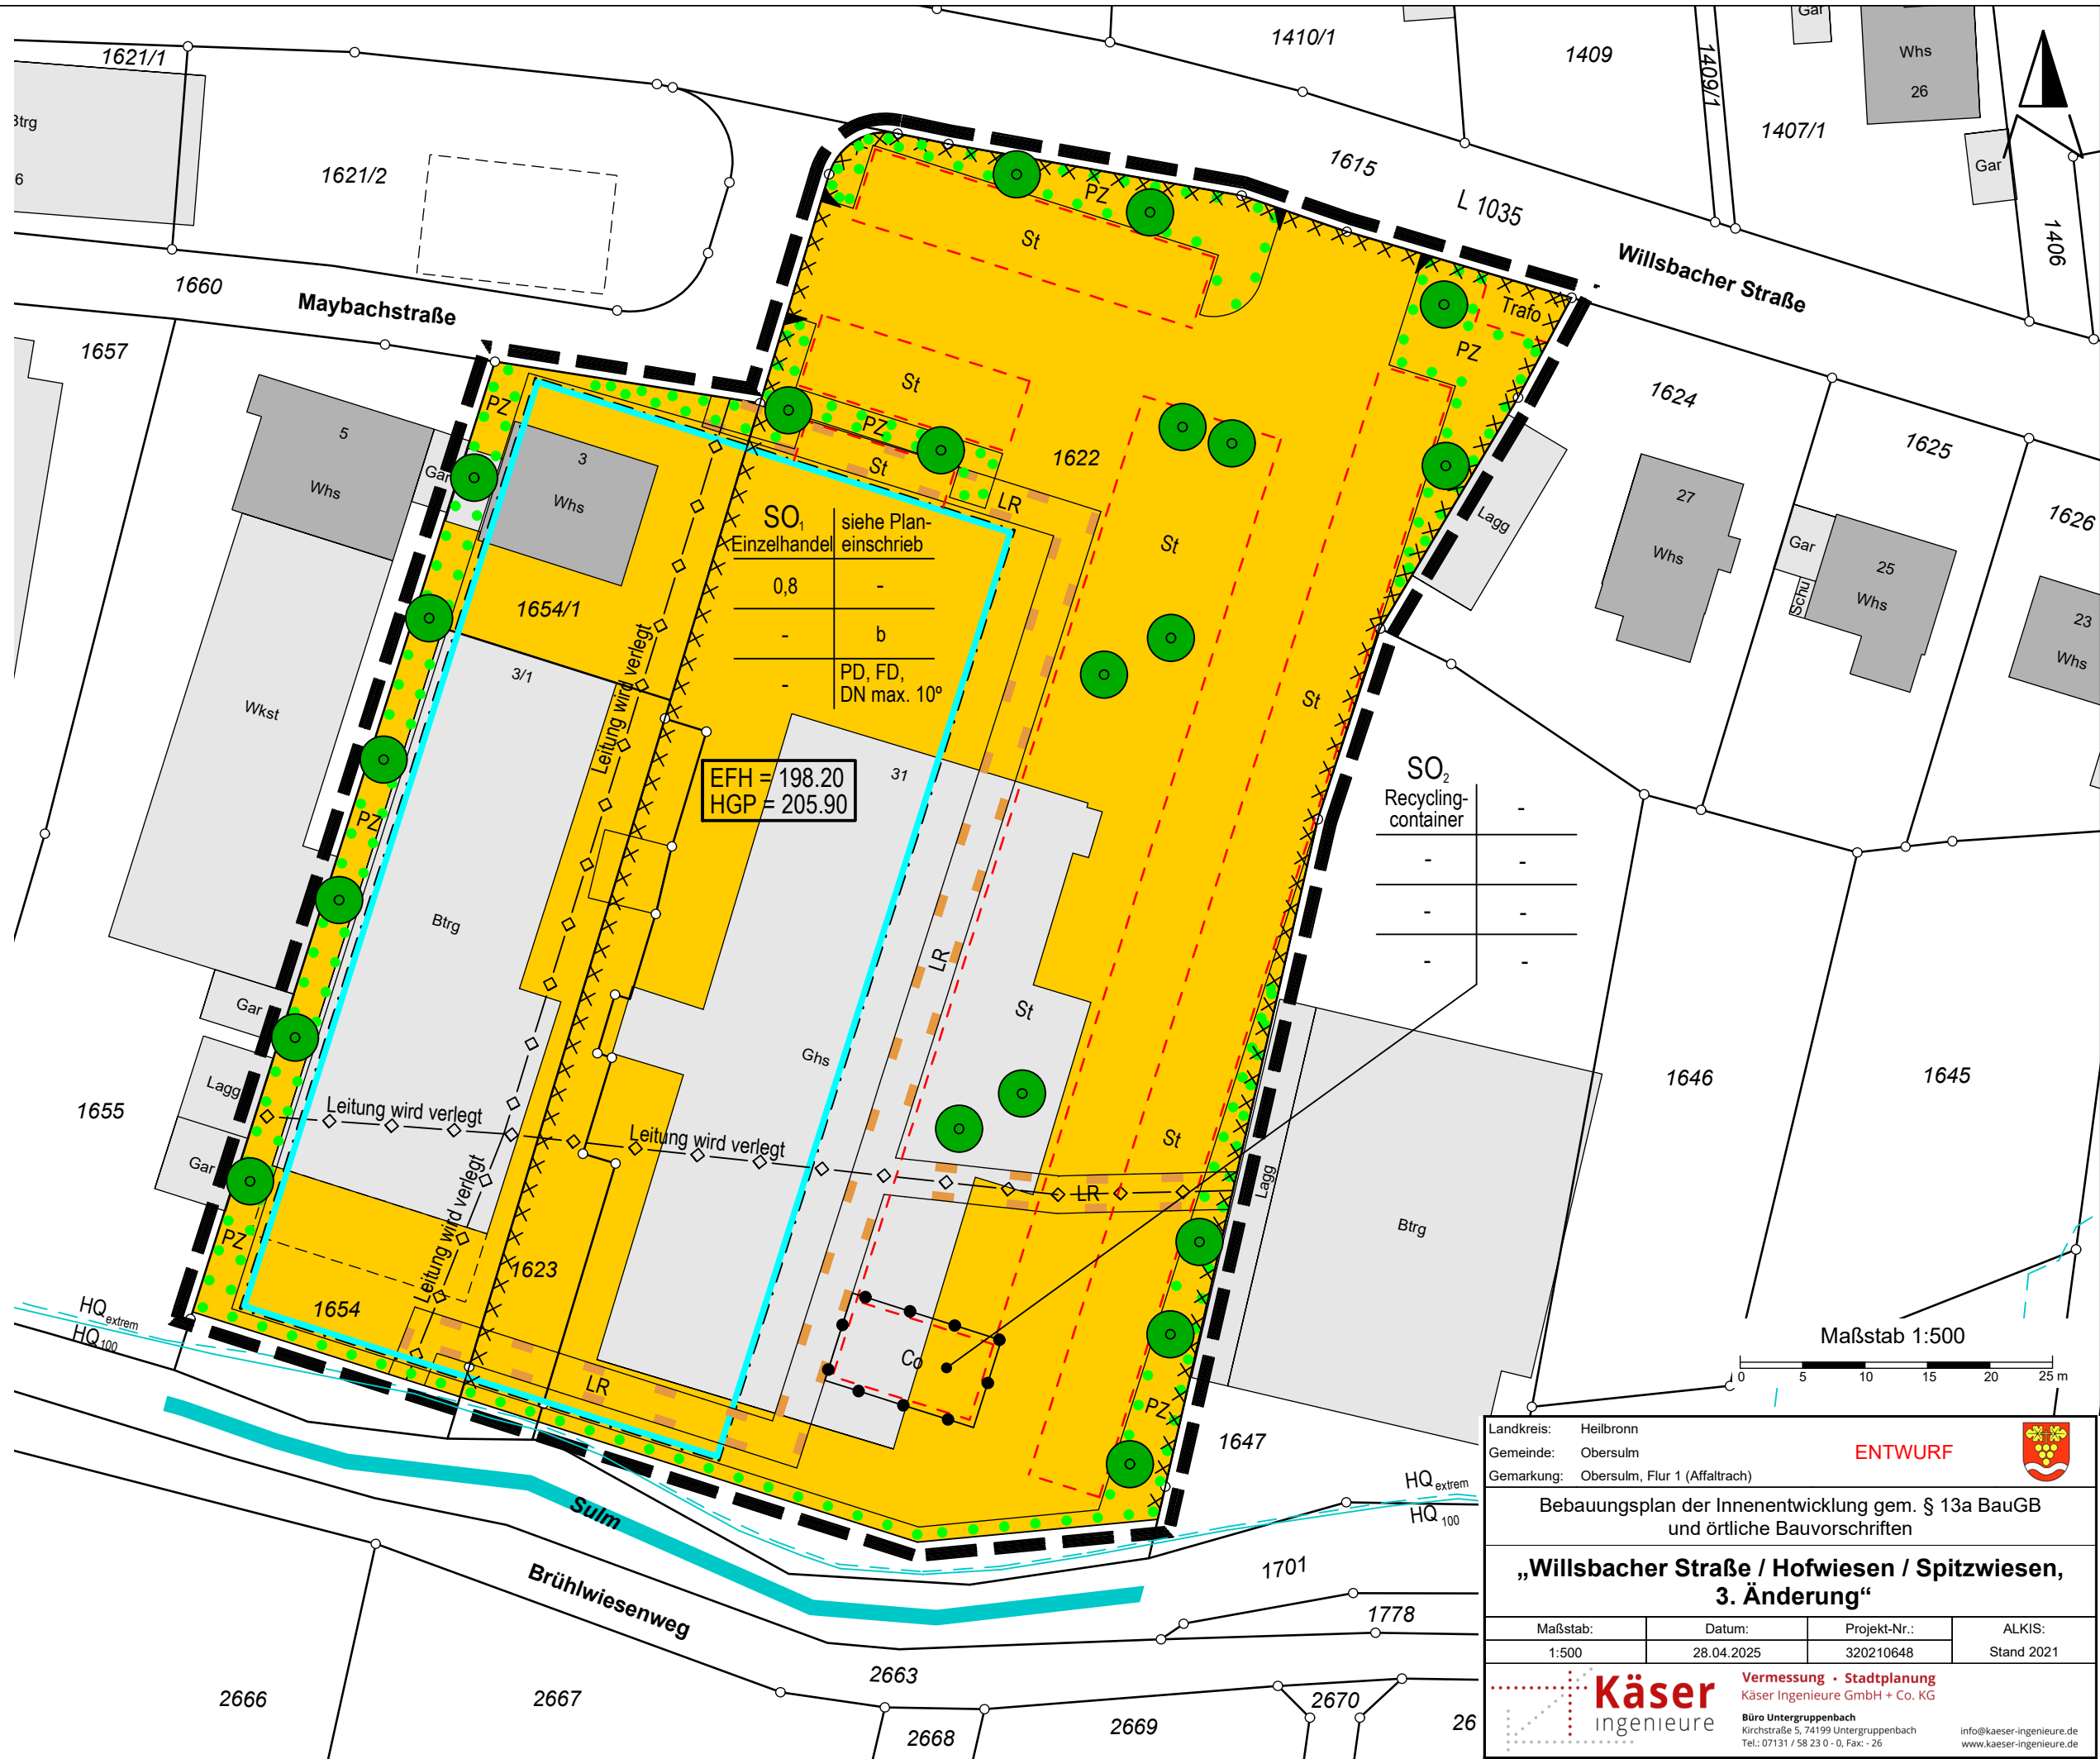 1621/1
1410/1
1409
1409/1
Gar
Whs
26
1407/1
Gar
1406
Btrg
6
1621/2
1615
L 1035
Willsbacher Straße
PZ
St
1660
Maybachstraße
1657
Trafo
PZ
1624
1625
1626
5
Whs
Gar
PZ
3
Whs
St
PZ
St
1622
LR
St
Lagg
27
Whs
Gar
Schu
25
Whs
23
Whs
SO1
Einzelhandel
siehe Plan-
einschrieb
0,8
-
-
b
-
PD, FD,
DN max. 10º
1654/1
3/1
Leitung wird verlegt
Wkst
EFH = 198.20
HGP = 205.90
31
St
SO2
Recycling-
container
-
-
-
-
-
-
-
PZ
Btrg
LR
St
Ghs
Gar
Lagg
Gar
1655
Leitung wird verlegt
Leitung wird verlegt
Leitung wird verlegt
St
LR
Lagg
Btrg
1646
1645
PZ
1623
1654
HQextrem
HQ100
LR
Co
PZ
1647
HQextrem
HQ 100
Sulm
Brühlwiesenweg
1701
1778
2663
2666
2667
2668
2669
2670
26
Maßstab 1:500
0 5 10 15 20 25 m
Landkreis: Heilbronn
Gemeinde: Obersulm
Gemarkung: Obersulm, Flur 1 (Affaltrach)
ENTWURF
Bebauungsplan der Innenentwicklung gem. § 13a BauGB
und örtliche Bauvorschriften
„Willsbacher Straße / Hofwiesen / Spitzwiesen,
3. Änderung“
Maßstab: Datum: Projekt-Nr.: ALKIS:
1:500 28.04.2025 320210648 Stand 2021
Käser
ingenieure
Vermessung · Stadtplanung
Käser Ingenieure GmbH + Co. KG
Büro Untergruppenbach
Kirchstraße 5, 74199 Untergruppenbach
Tel.: 07131 / 58 23 0 - 0, Fax: - 26
info@kaeser-ingenieure.de
www.kaeser-ingenieure.de